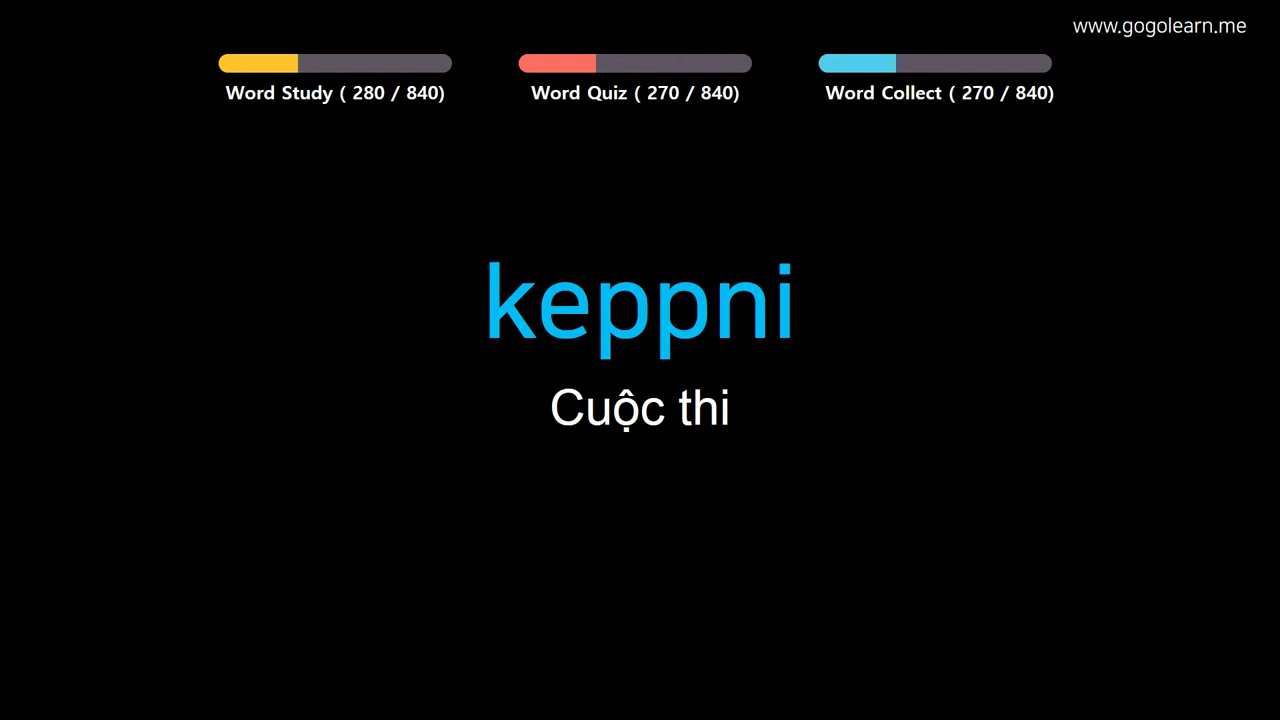 www.gogolearn.me
Word Study ( 280 / 840)
Word Quiz ( 270 / 840)
Word Collect ( 270 / 840)
keppni
Cuộc thi